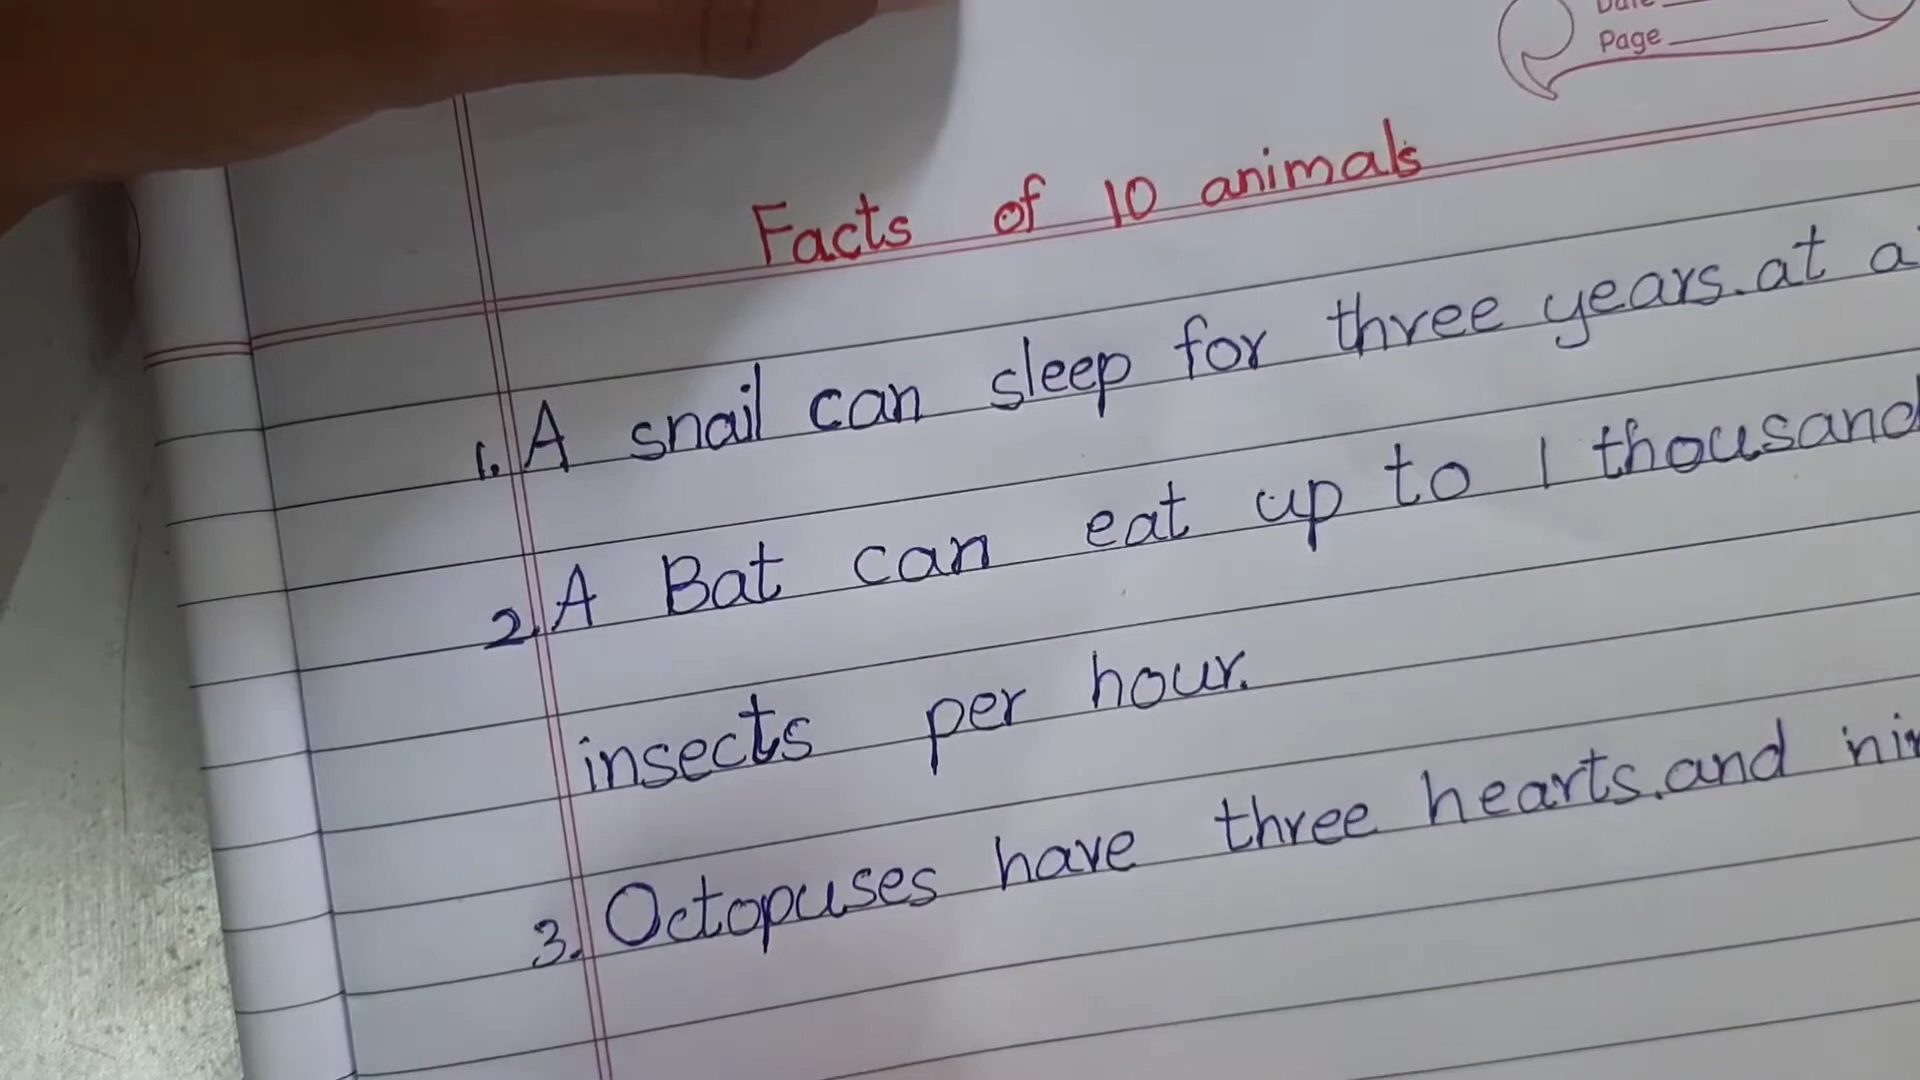 Date
Page
Facts of 10 animals
1. A snail can sleep for three years. at a
2. A Bat can eat up to 1 thousand
insects per hour.
3. Octopuses have three hearts. and